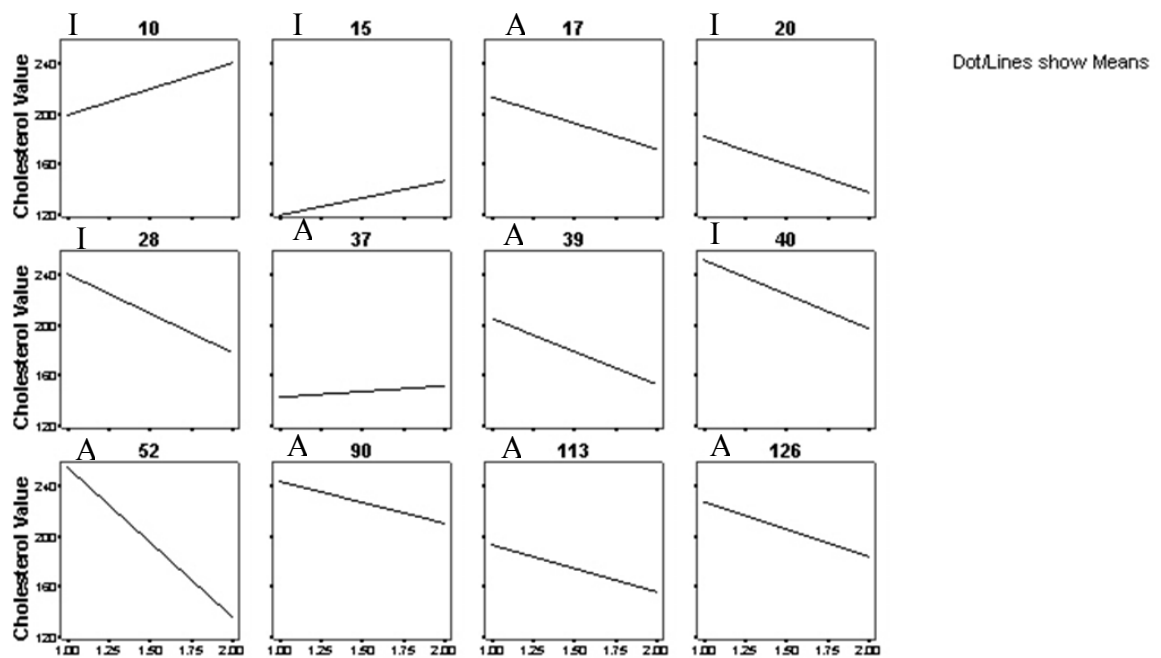 I 10 I 15 A 17 I 20
Dot/Lines show Means
Cholesterol Value
240
200
160
120
I 28 A 37 A 39 I 40
240
200
160
120
A 52 A 90 A 113 A 126
Cholesterol Value
240
200
160
120
1.00 1.25 1.50 1.75 2.00 1.00 1.25 1.50 1.75 2.00 1.00 1.25 1.50 1.75 2.00 1.00 1.25 1.50 1.75 2.00
Cholesterol Value